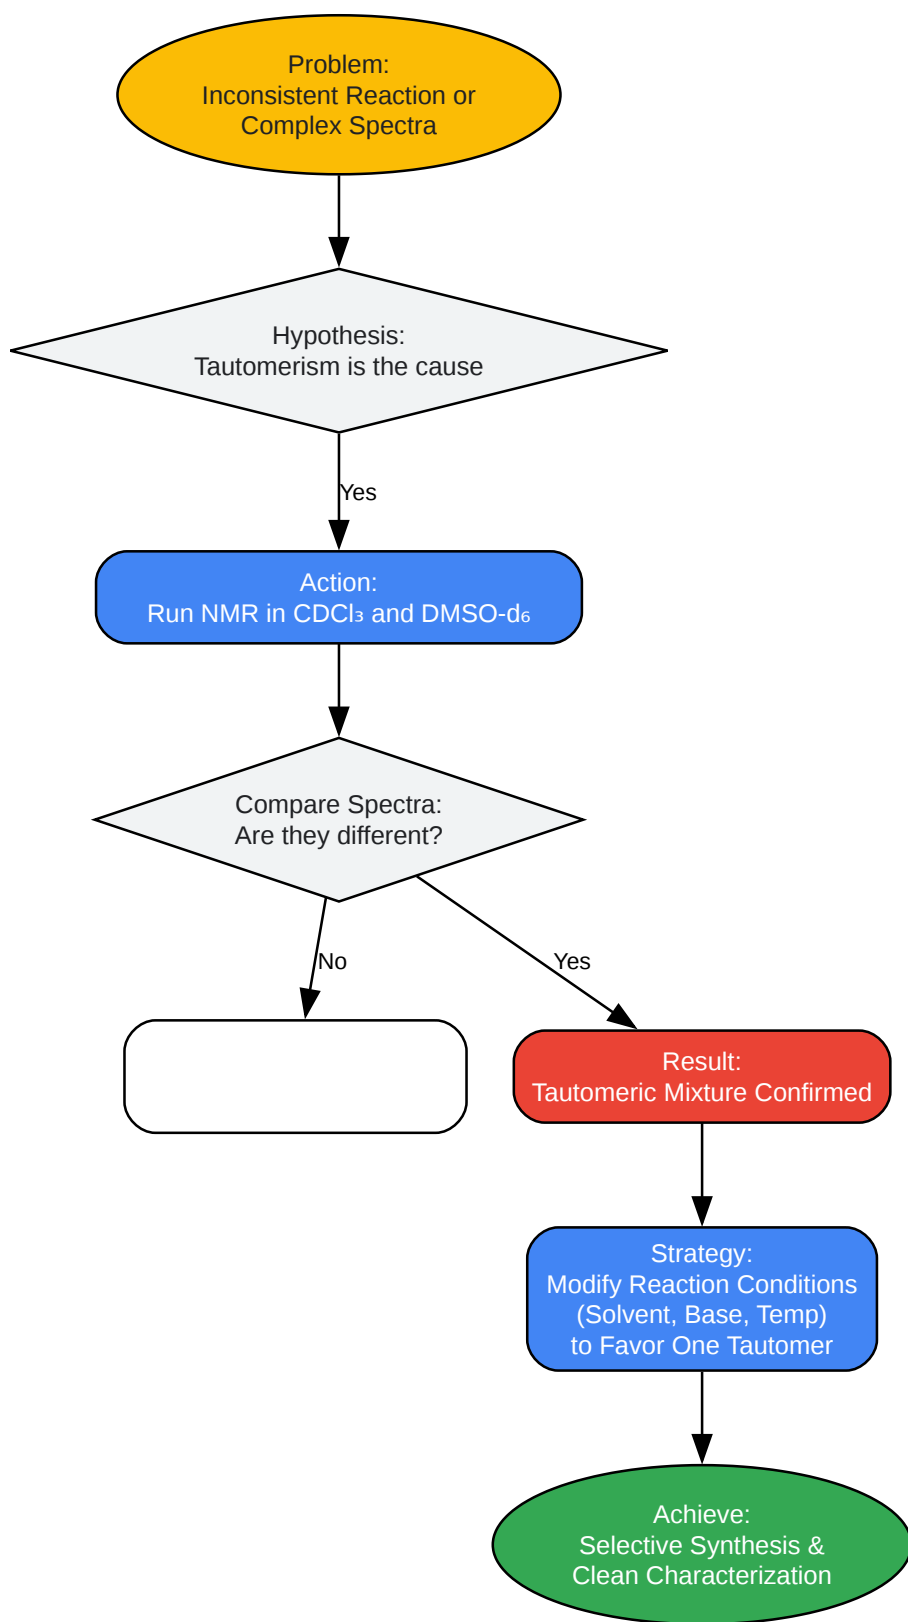 Problem:
Inconsistent Reaction or
Complex Spectra
Hypothesis:
Tautomerism is the cause
Yes
Action:
Run NMR in CDCl₃ and DMSO-d₆
Compare Spectra:
Are they different?
No
Yes
Result:
Tautomeric Mixture Confirmed
Strategy:
Modify Reaction Conditions
(Solvent, Base, Temp)
to Favor One Tautomer
Achieve:
Selective Synthesis &
Clean Characterization